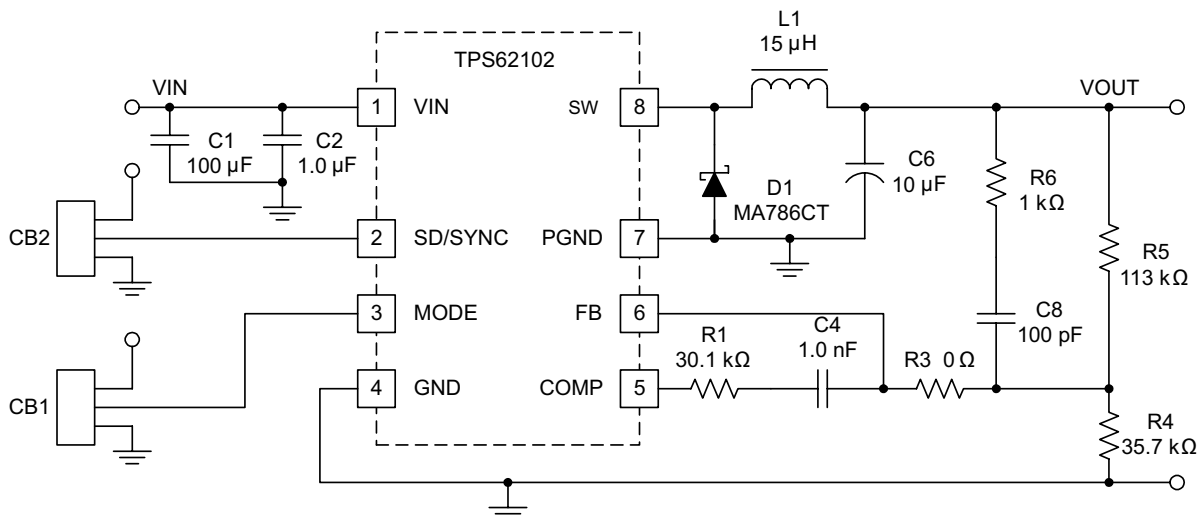 L1
15 µH
TPS62102
VIN
VOUT
1
VIN
SW
8
C1
100 µF
C2
1.0 µF
C6
10 µF
D1
MA786CT
R6
1 kΩ
CB2
2
SD/SYNC
PGND
7
R5
113 kΩ
3
MODE
FB
6
C8
100 pF
R1
30.1 kΩ
C4
1.0 nF
R3 0 Ω
CB1
4
GND
COMP
5
R4
35.7 kΩ